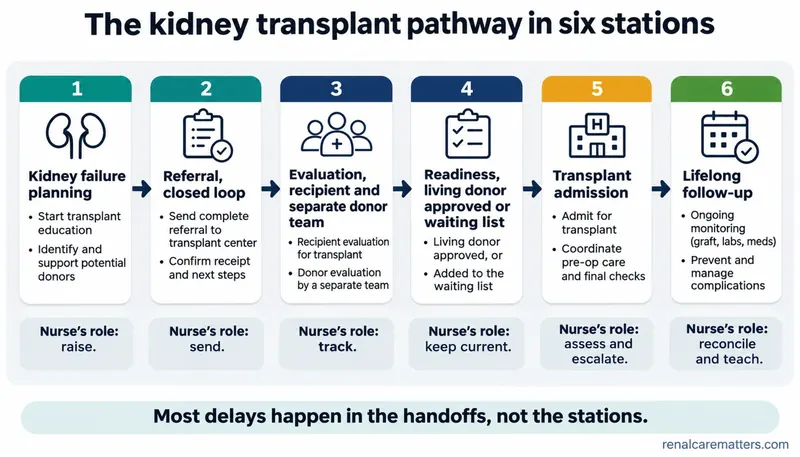 The kidney transplant pathway in six stations
1
Kidney failure
planning
• Start transplant
education
• Identify and
support potential
donors
Nurse's role:
raise.
2
Referral,
closed loop
• Send complete
referral to
transplant center
• Confirm receipt
and next steps
Nurse's role:
send.
3
Evaluation,
recipient and
separate donor
team
• Recipient evaluation
for transplant
• Donor evaluation
by a separate team
Nurse's role:
track.
4
Readiness,
living donor
approved or
waiting list
• Living donor
approved, or
• Added to the
waiting list
Nurse's role:
keep current.
5
H
Transplant
admission
• Admit for
transplant
• Coordinate
pre-op care
and final checks
Nurse's role:
assess and
escalate.
6
Lifelong
follow-up
• Ongoing
monitoring
(graft, labs, meds)
• Prevent and
manage
complications
Nurse's role:
reconcile
and teach.
Most delays happen in the handoffs, not the stations.
renalcarematters.com